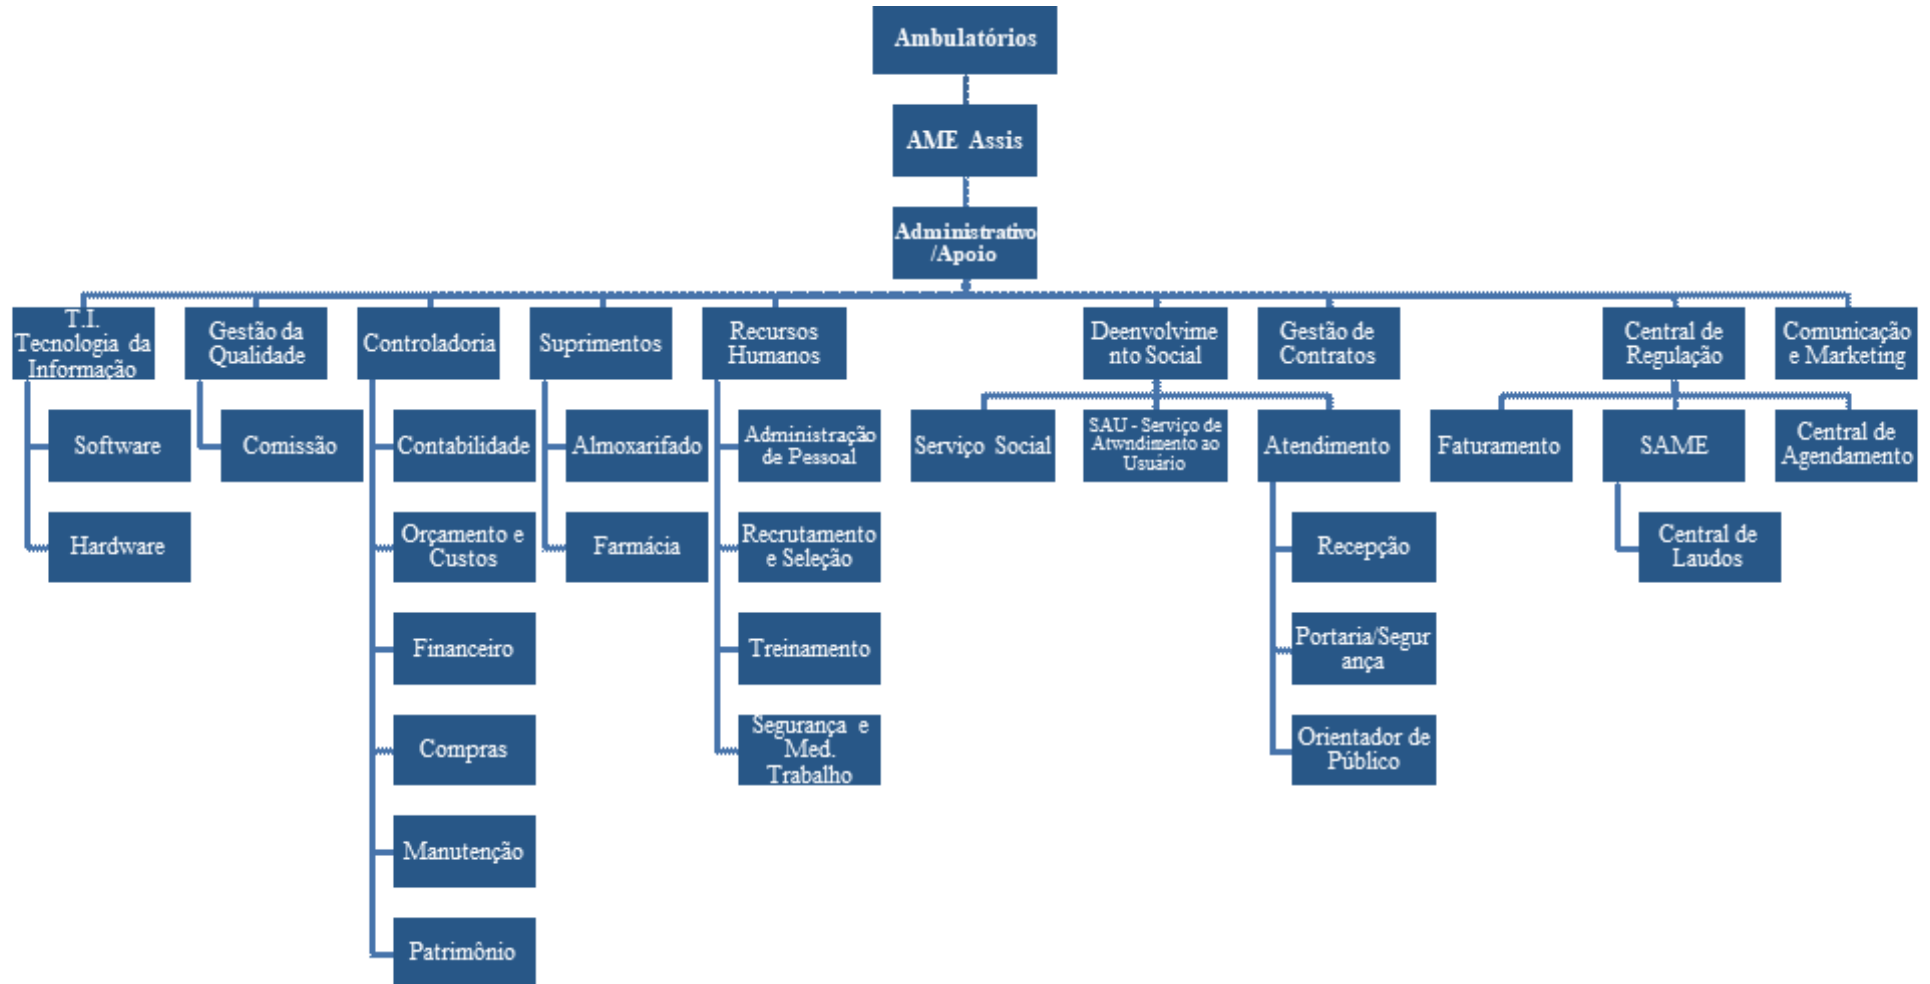 Ambulatórios
AME Assis
Administrativo
/Apoio
T.I.
Tecnologia da
Informação
Gestão da
Qualidade
Controladoria
Suprimentos
Recursos
Humanos
Deenvolvime
nto Social
Gestão de
Contratos
Central de
Regulação
Comunicação
e Marketing
Software
Comissão
Contabilidade
Almoxarifado
Administração
de Pessoal
Serviço Social
SAU - Serviço de
Atwndimento ao
Usuário
Atendimento
Faturamento
SAME
Central de
Agendamento
Hardware
Orçamento e
Custos
Farmácia
Recrutamento
e Seleção
Recepção
Central de
Laudos
Financeiro
Treinamento
Portaria/Segur
ança
Compras
Segurança e
Med.
Trabalho
Orientador de
Público
Manutenção
Patrimônio